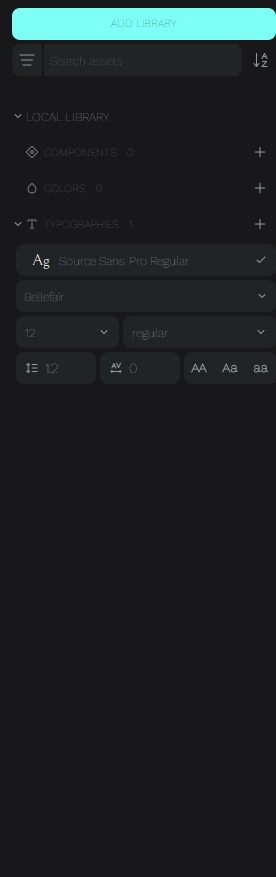 ADD LIBRARY
Search assets
LOCAL LIBRARY
COMPONENTS 0
COLORS 0
TYPOGRAPHIES 1
Ag Source Sans Pro Regular
Bellefair
12 regular
1.2 0 AA Aa aa